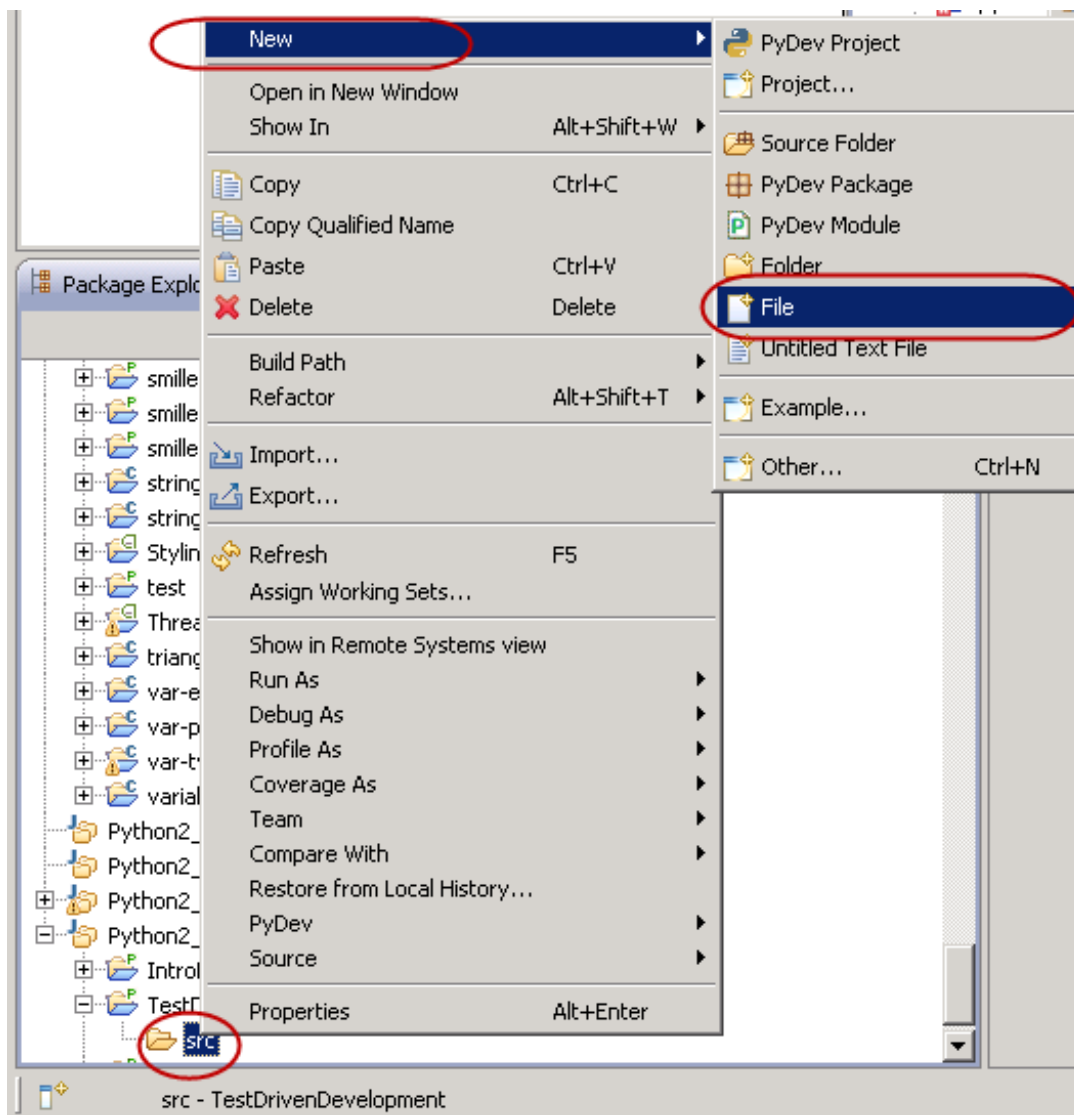 New
Open in New Window
Show In Alt+Shift+W
Copy Ctrl+C
Copy Qualified Name
Paste Ctrl+V
Delete Delete
Build Path
Refactor Alt+Shift+T
Import...
Export...
Refresh F5
Assign Working Sets...
Show in Remote Systems view
Run As
Debug As
Profile As
Coverage As
Team
Compare With
Restore from Local History...
PyDev
Source
Properties Alt+Enter
PyDev Project
Project...
Source Folder
PyDev Package
PyDev Module
Folder
File
Untitled Text File
Example...
Other... Ctrl+N
Package Explo
smille
smille
smille
string
string
Stylin
test
Threa
triang
var-e
var-p
var-t
varial
Python2_
Python2_
Python2_
Python2_
Introl
TestD
src
src - TestDrivenDevelopment